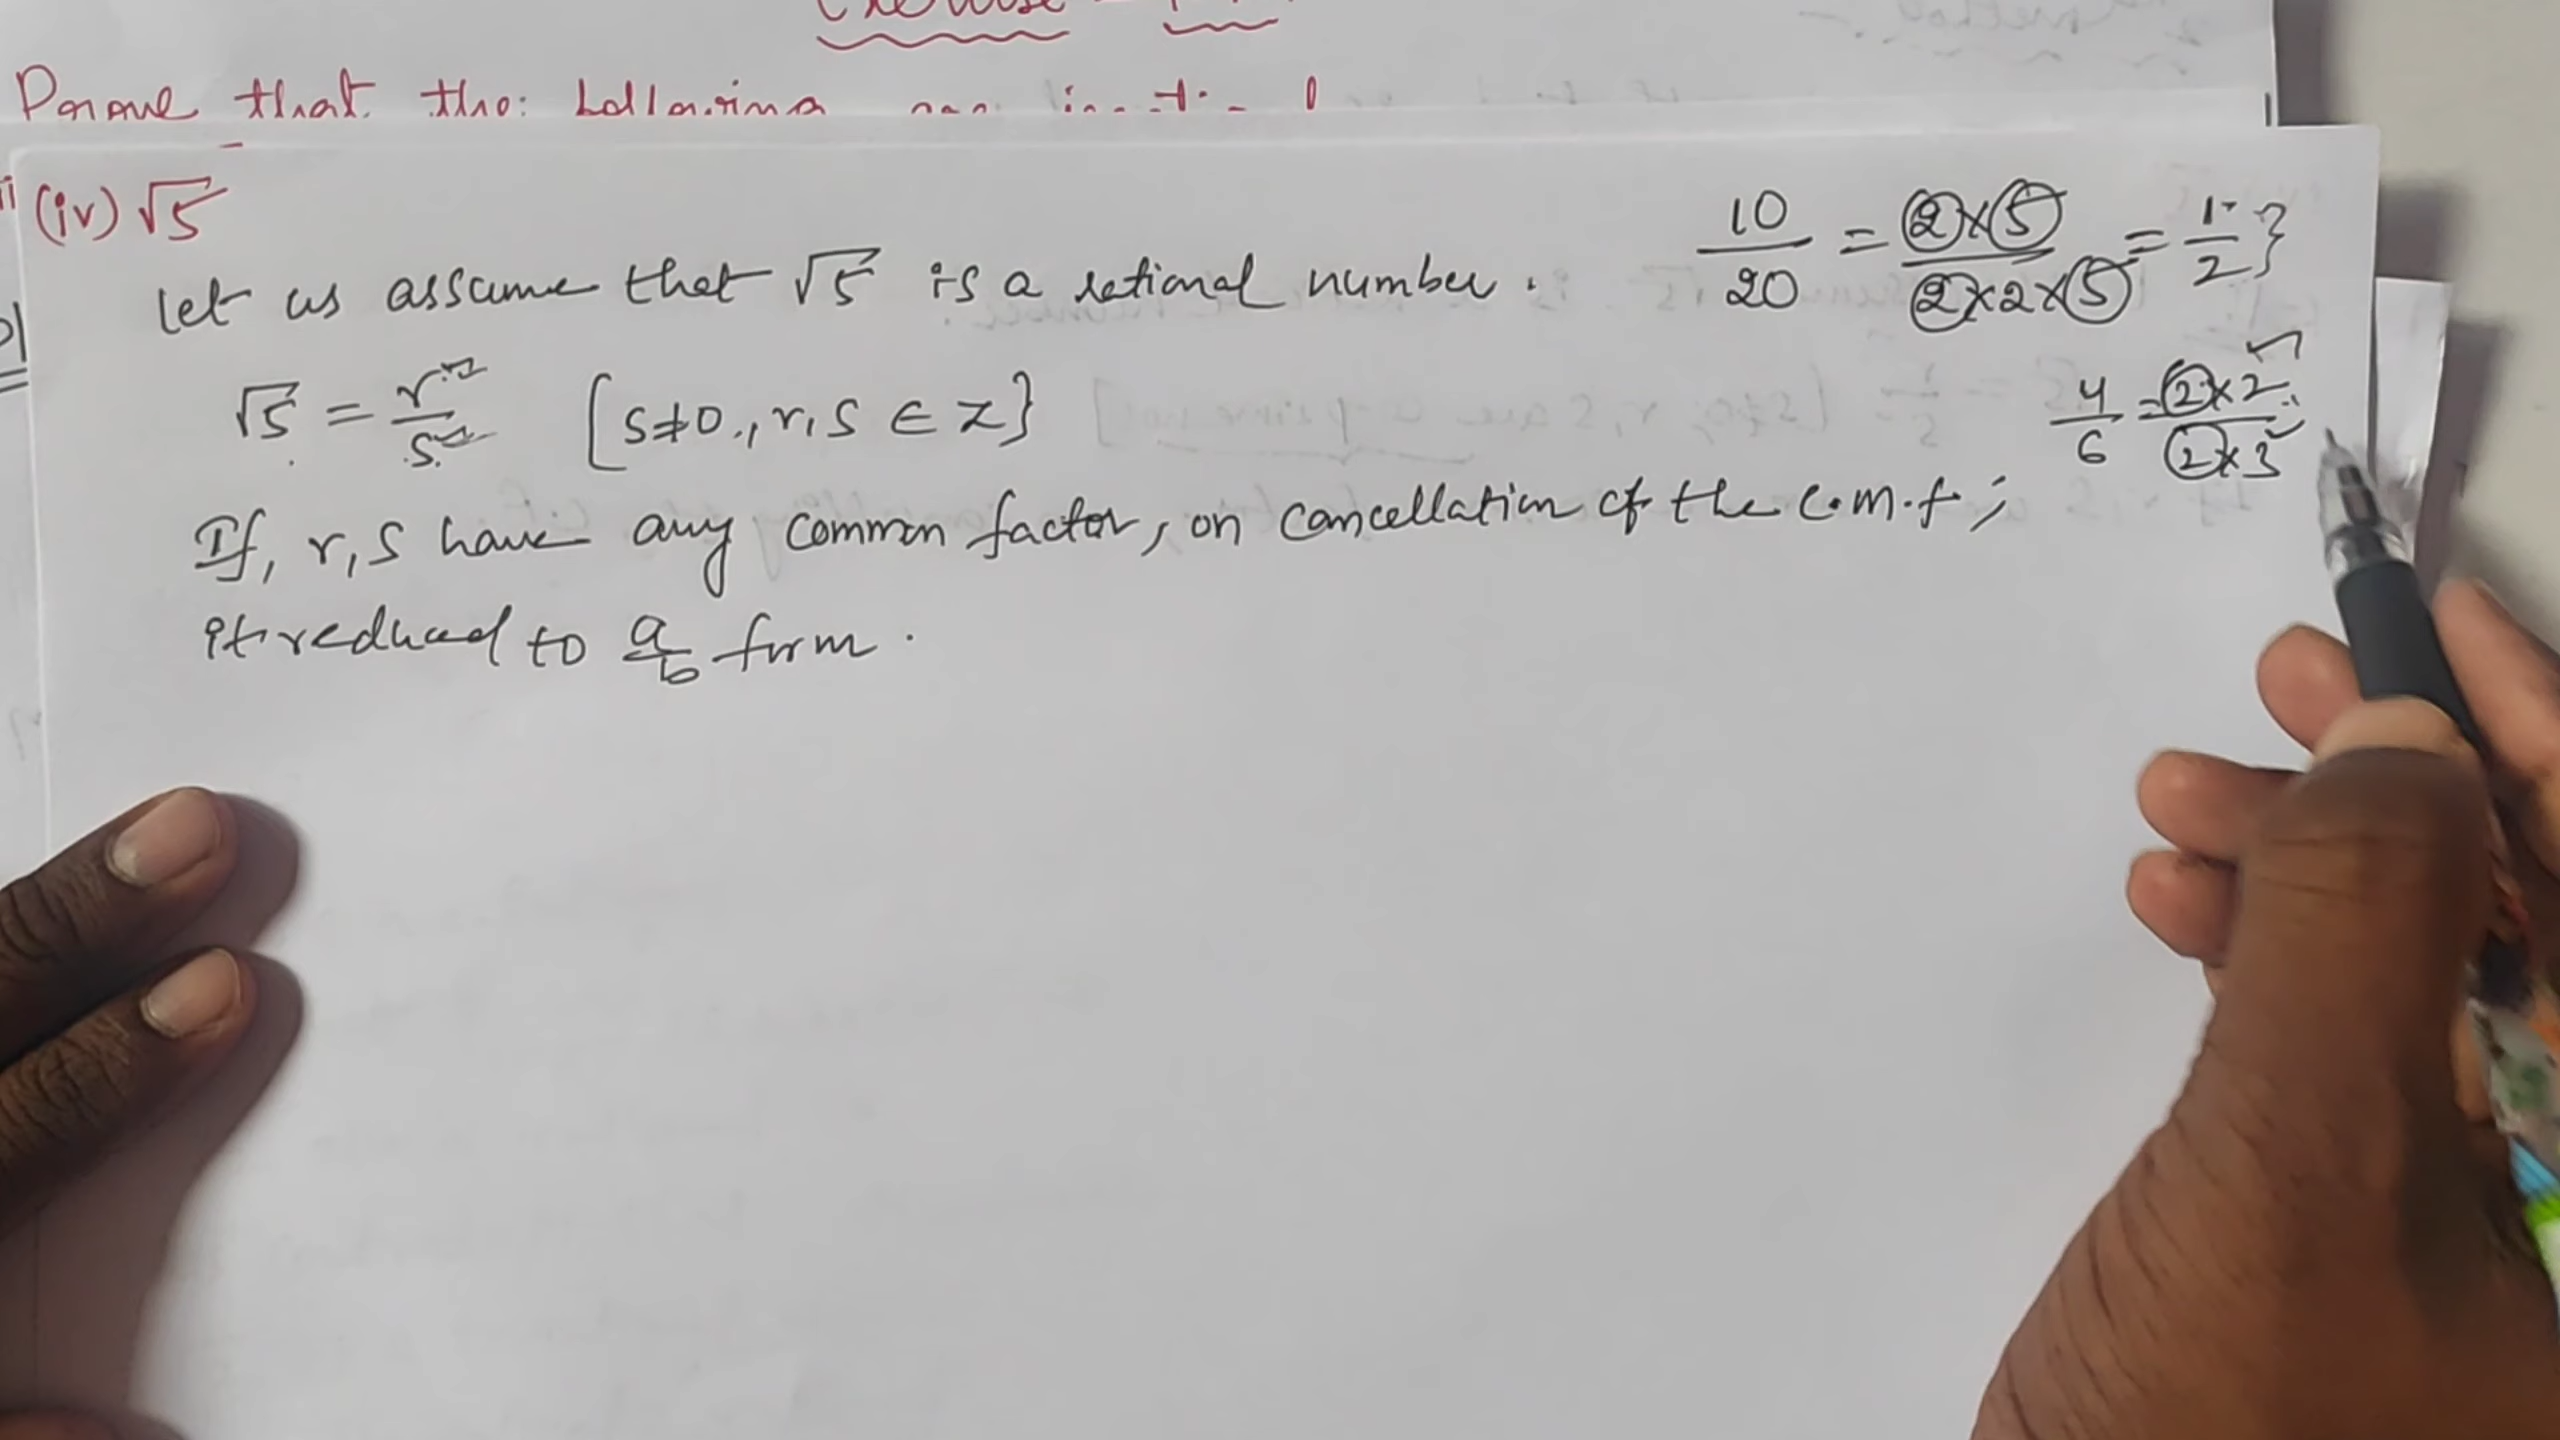 Prove that the following are irrational
(iv) √5
Let us assume that √5 is a rational number.
√5 = r/s [s≠0., r, s ∈ Z}
If, r, s have any common factor, on cancellation of the c.m.f;
it reduced to a/b form.
10/20 = 2×5/2×2×5 = 1/2 }
4/6 = 2×2/2×3